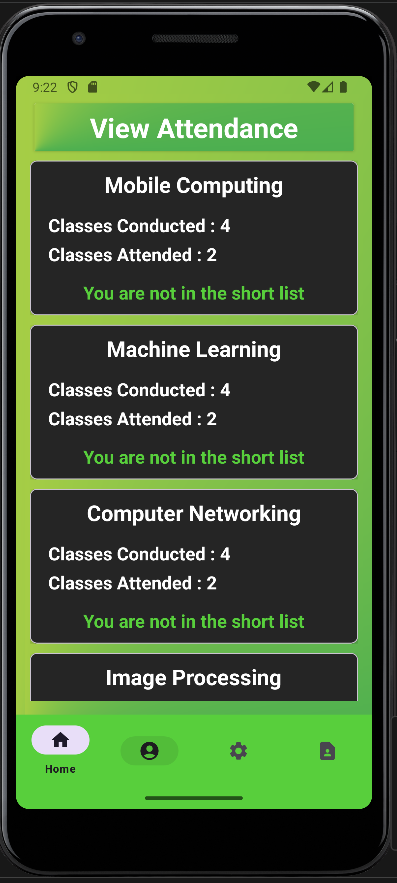 9:22
View Attendance
Mobile Computing
Classes Conducted : 4
Classes Attended : 2
You are not in the short list
Machine Learning
Classes Conducted : 4
Classes Attended : 2
You are not in the short list
Computer Networking
Classes Conducted : 4
Classes Attended : 2
You are not in the short list
Image Processing
Home